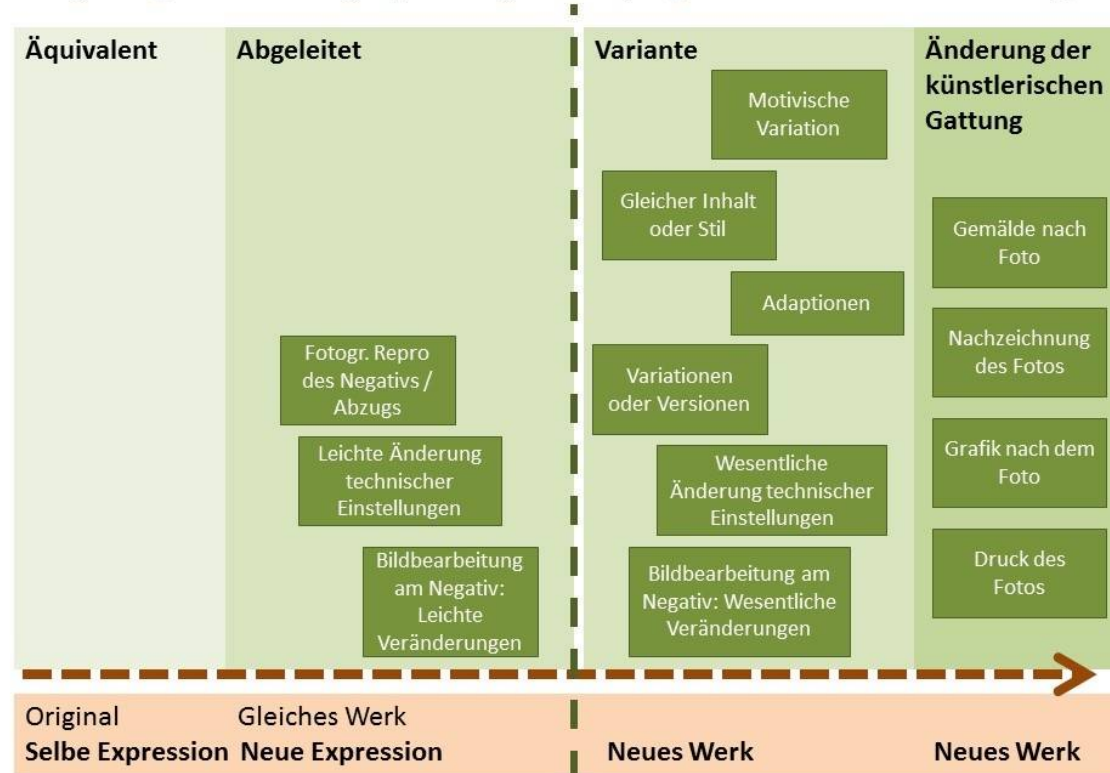 Äquivalent
Abgeleitet
Variante
Änderung der
künstlerischen
Gattung
Motivische
Variation
Gleicher Inhalt
oder Stil
Adaptionen
Variationen
oder Versionen
Wesentliche
Änderung technischer
Einstellungen
Bildbearbeitung am
Negativ: Wesentliche
Veränderungen
Fotogr. Repro
des Negativs /
Abzugs
Leichte Änderung
technischer
Einstellungen
Bildbearbeitung
am Negativ:
Leichte
Veränderungen
Gemälde nach
Foto
Nachzeichnung
des Fotos
Grafik nach dem
Foto
Druck des
Fotos
Original
Selbe Expression
Gleiches Werk
Neue Expression
Neues Werk
Neues Werk